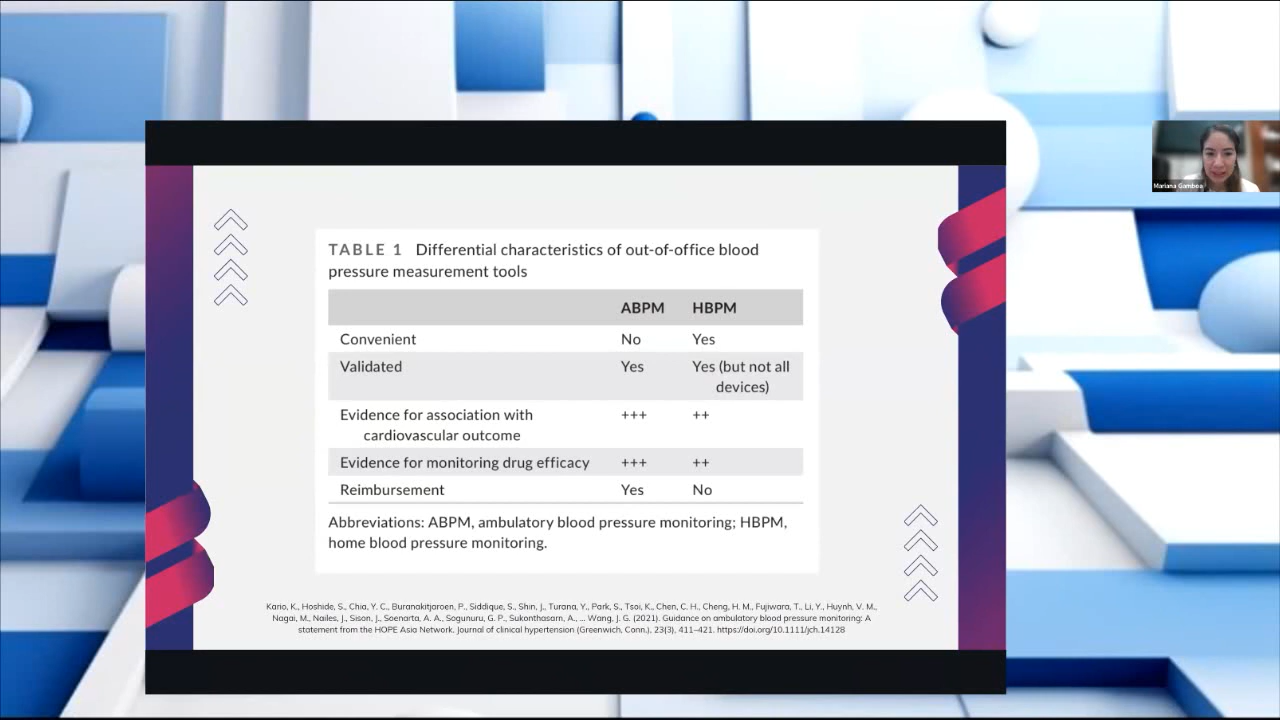 TABLE 1 Differential characteristics of out-of-office blood
pressure measurement tools
ABPM HBPM
Convenient No Yes
Validated Yes Yes (but not all
devices)
Evidence for association with +++ ++
cardiovascular outcome
Evidence for monitoring drug efficacy +++ ++
Reimbursement Yes No
Abbreviations: ABPM, ambulatory blood pressure monitoring; HBPM,
home blood pressure monitoring.
Kario, K., Hoshide, S., Chia, Y. C., Buranakitjaroen, P., Siddique, S., Shin, J., Turana, Y., Park, S., Tsoi, K., Chen, C. H., Cheng, H. M., Fujiwara, T., Li, Y., Huynh, V. M.,
Nagai, M., Nailes, J., Sison, J., Soenarta, A. A., Sogunuru, G. P., Sukonthasarn, A., ... Wang, J. G. (2021). Guidance on ambulatory blood pressure monitoring: A
statement from the HOPE Asia Network. Journal of clinical hypertension (Greenwich, Conn.), 23(3), 411–421. https://doi.org/10.1111/jch.14128
Mariana Gamboa